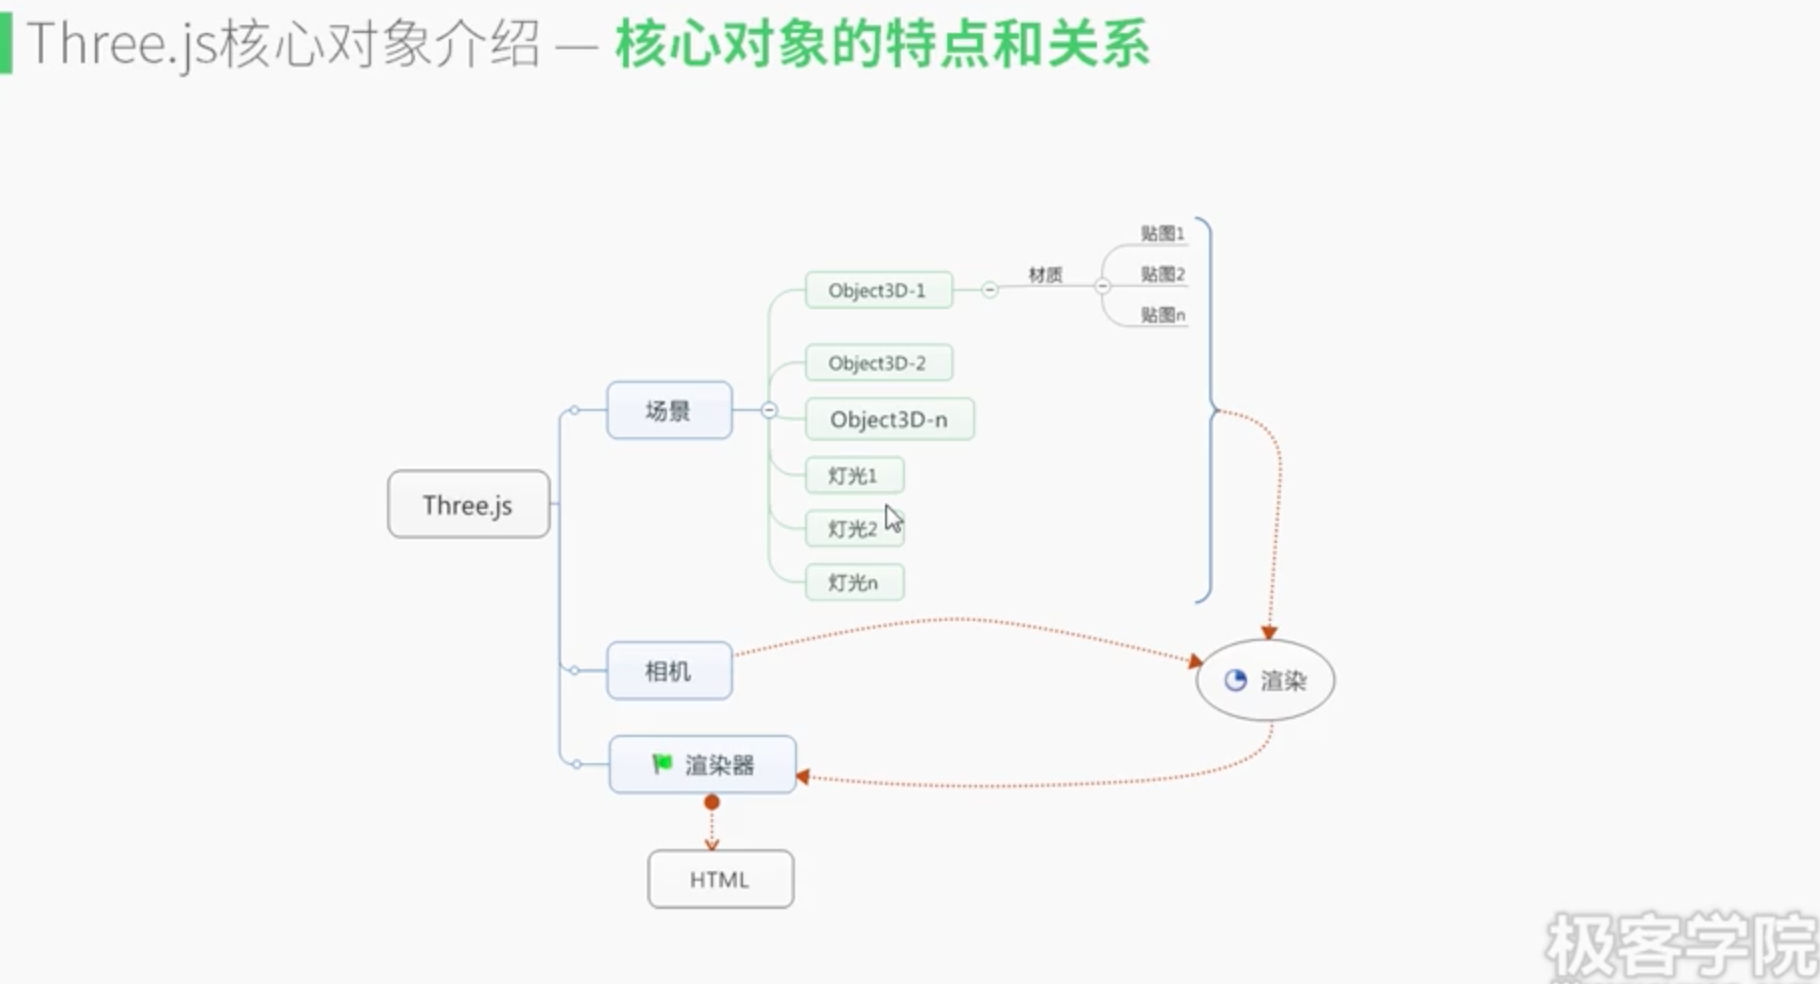 Three.js核心对象介绍 — 核心对象的特点和关系
贴图1
材质
贴图2
贴图n
Object3D-1
Object3D-2
Object3D-n
场景
灯光1
灯光2
灯光n
Three.js
相机
渲染
渲染器
HTML
极客学院